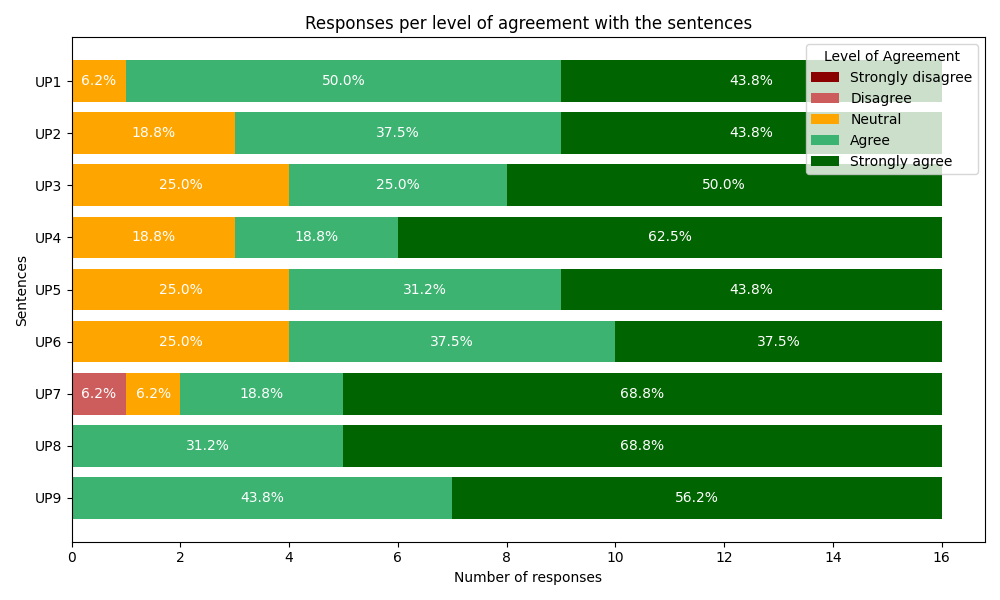 Responses per level of agreement with the sentences
Level of Agreement
Strongly disagree
Disagree
Neutral
Agree
Strongly agree
UP1 6.2% 50.0% 43.8%
UP2 18.8% 37.5% 43.8%
UP3 25.0% 25.0% 50.0%
UP4 18.8% 18.8% 62.5%
UP5 25.0% 31.2% 43.8%
UP6 25.0% 37.5% 37.5%
UP7 6.2% 6.2% 18.8% 68.8%
UP8 31.2% 68.8%
UP9 43.8% 56.2%
Sentences
0 2 4 6 8 10 12 14 16
Number of responses